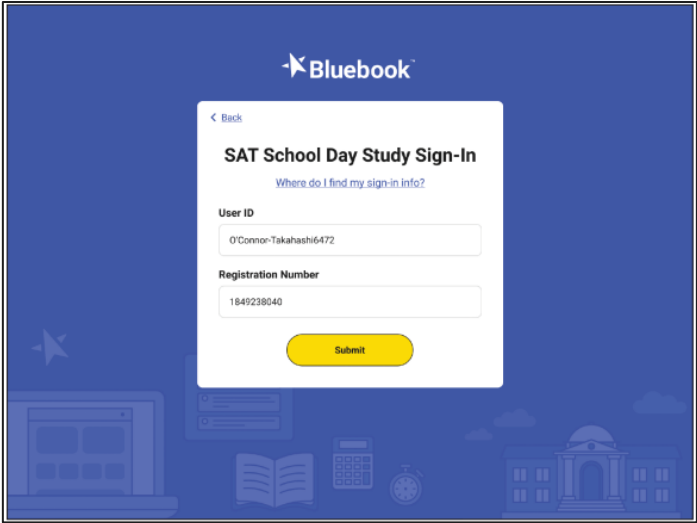 Bluebook™
Back
SAT School Day Study Sign-In
Where do I find my sign-in info?
User ID
O'Connor-Takahashi6472
Registration Number
1849238040
Submit